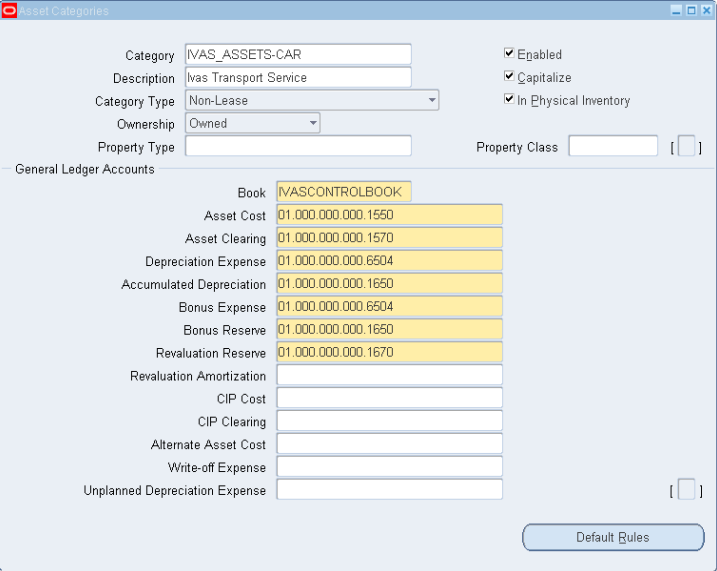 Asset Categories
Category IVAS_ASSETS-CAR Enabled
Description Ivas Transport Service Capitalize
Category Type Non-Lease In Physical Inventory
Ownership Owned
Property Type Property Class [ ]
General Ledger Accounts
Book IVASCONTROLBOOK
Asset Cost 01.000.000.000.1550
Asset Clearing 01.000.000.000.1570
Depreciation Expense 01.000.000.000.6504
Accumulated Depreciation 01.000.000.000.1650
Bonus Expense 01.000.000.000.6504
Bonus Reserve 01.000.000.000.1650
Revaluation Reserve 01.000.000.000.1670
Revaluation Amortization
CIP Cost
CIP Clearing
Alternate Asset Cost
Write-off Expense
Unplanned Depreciation Expense [ ]
Default Rules